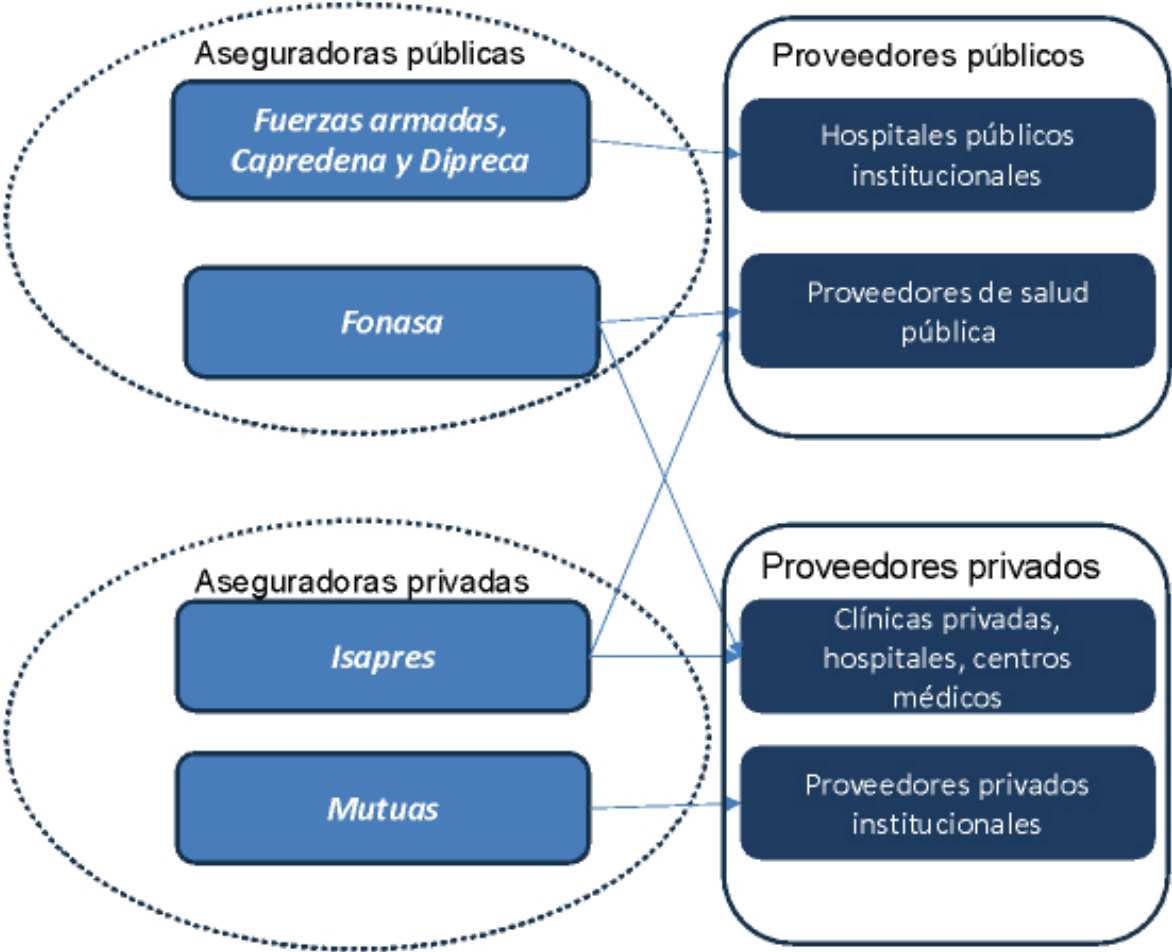 Aseguradoras públicas
Fuerzas armadas,
Capredena y Dipreca
Fonasa
Proveedores públicos
Hospitales públicos
institucionales
Proveedores de salud
pública
Aseguradoras privadas
Isapres
Mutuas
Proveedores privados
Clínicas privadas,
hospitales, centros
médicos
Proveedores privados
institucionales